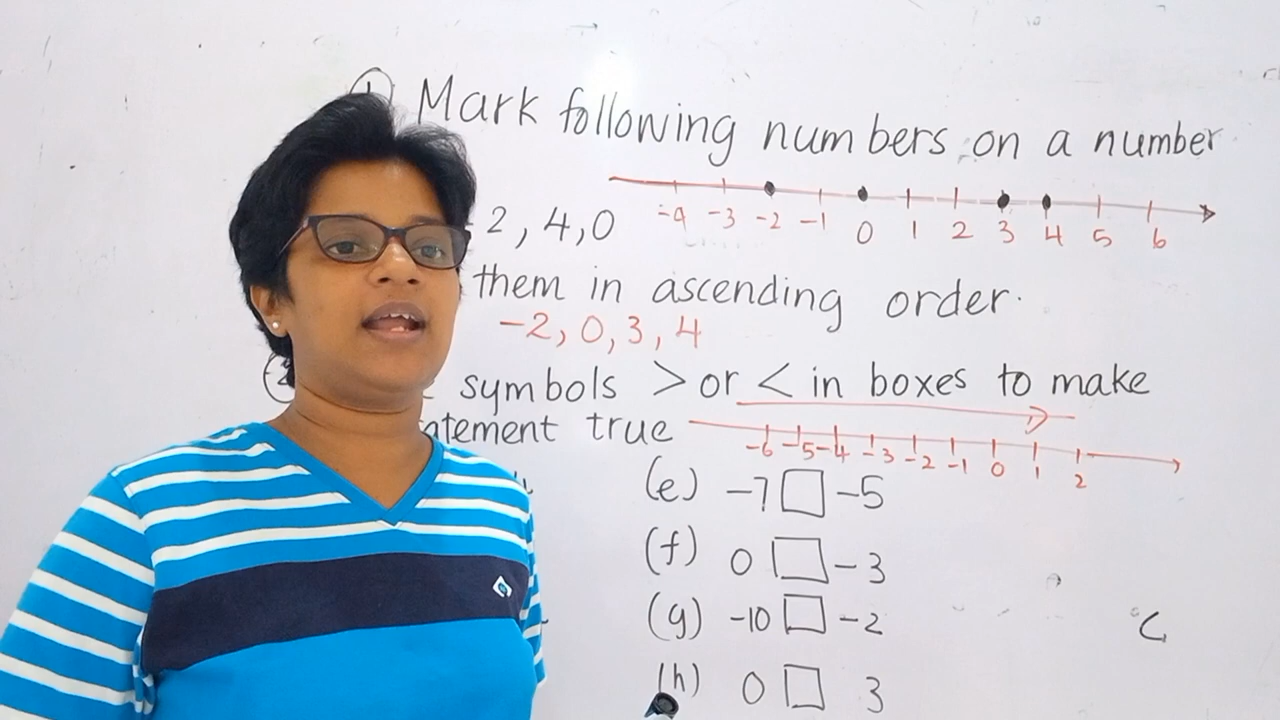 ① Mark following numbers on a number
2, 4, 0
-4 -3 -2 -1 0 1 2 3 4 5 6
them in ascending order.
-2, 0, 3, 4
symbols > or < in boxes to make
true
-6 -5 -4 -3 -2 -1 0 1 2
(e) -7 □ -5
(f) 0 □ -3
(g) -10 □ -2
°C
(h) 0 □ 3